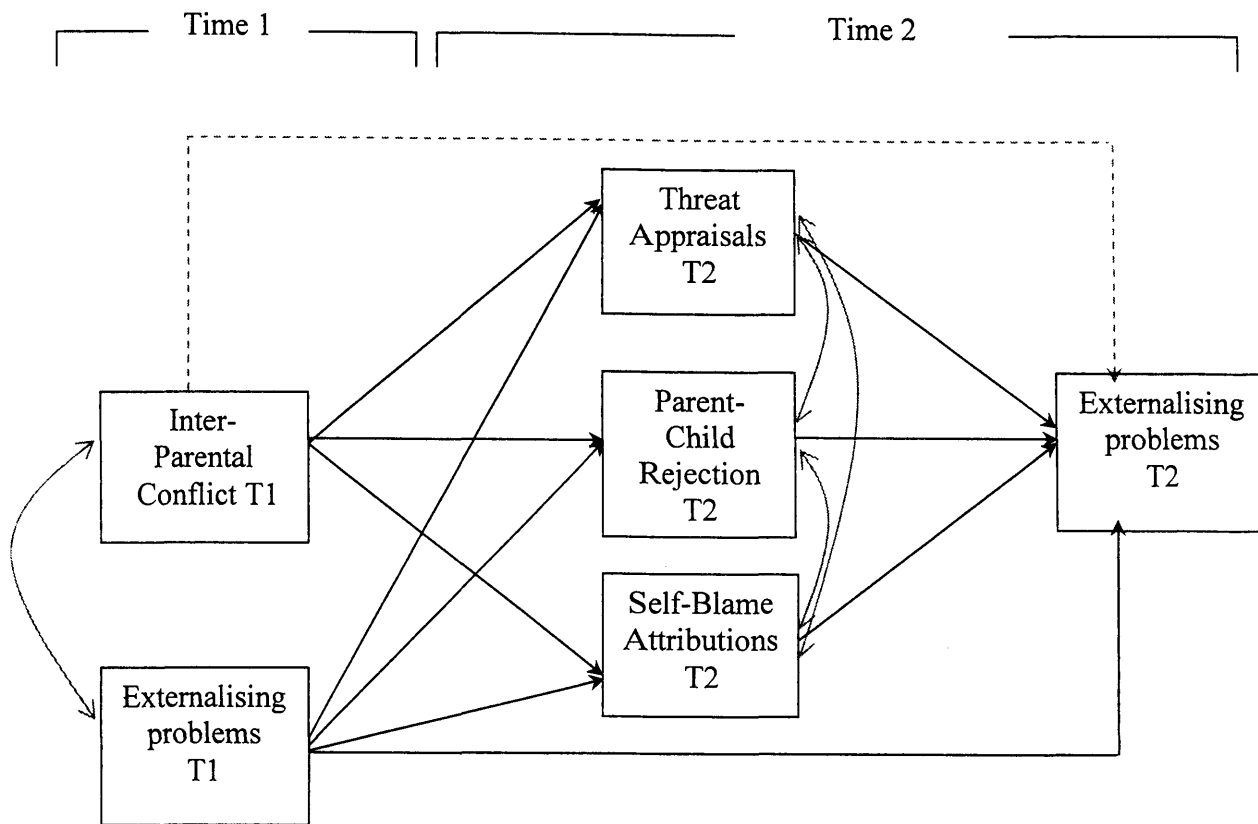 Time 1
Time 2
Threat
Appraisals
T2
Inter-
Parental
Conflict T1
Parent-
Child
Rejection
T2
Externalising
problems
T2
Self-Blame
Attributions
T2
Externalising
problems
T1